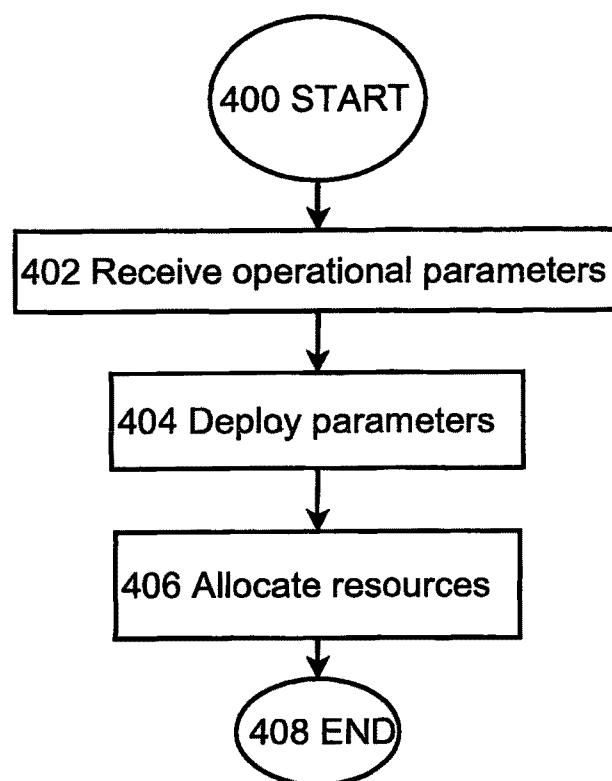 400 START
402 Receive operational parameters
404 Deploy parameters
406 Allocate resources
408 END